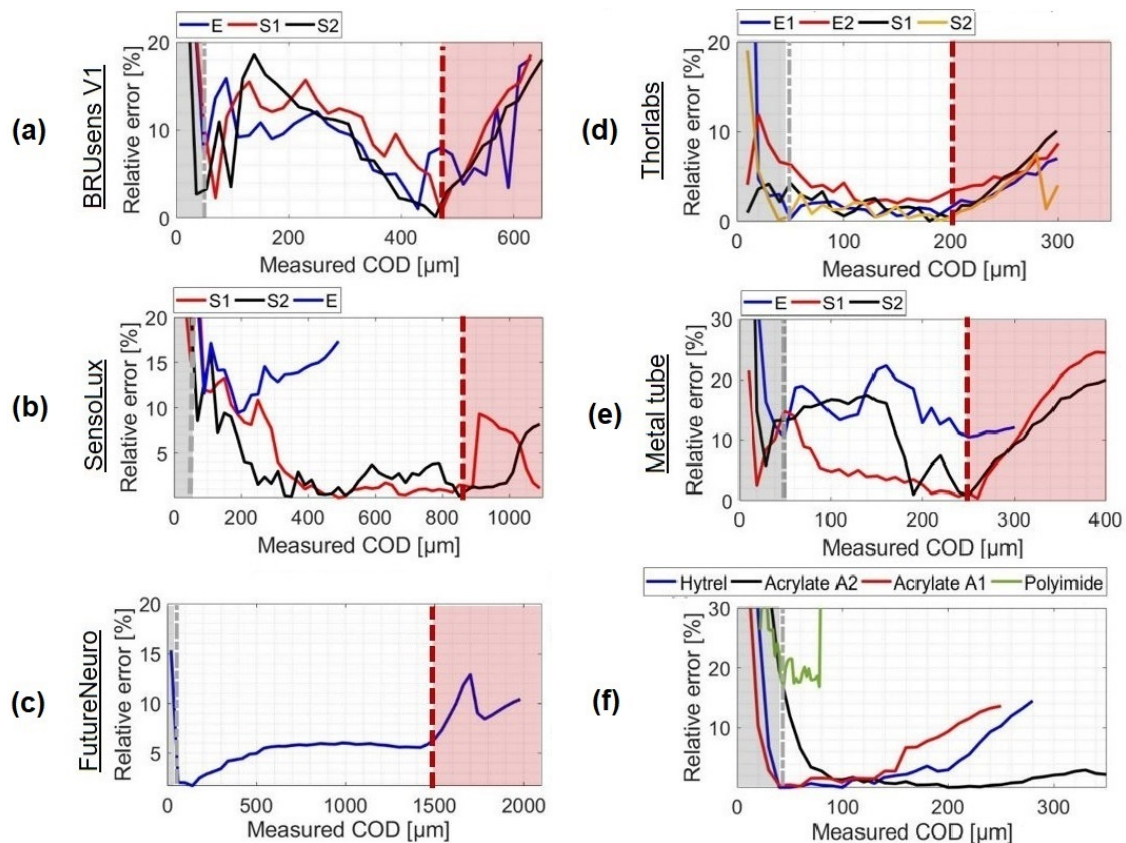 (a)
BRUsens V1
E S1 S2
Relative error [%]
20
10
0
0 200 400 600
Measured COD [µm]
(b)
SensoLux
S1 S2 E
Relative error [%]
20
15
10
5
0 200 400 600 800 1000
Measured COD [µm]
(c)
FutureNeuro
Relative error [%]
20
15
10
5
0 500 1000 1500 2000
Measured COD [µm]
(d)
Thorlabs
E1 E2 S1 S2
Relative error [%]
20
10
0
0 100 200 300
Measured COD [µm]
(e)
Metal tube
E S1 S2
Relative error [%]
30
20
10
0
0 100 200 300 400
Measured COD [µm]
(f)
Hytrel Acrylate A2 Acrylate A1 Polyimide
Relative error [%]
30
20
10
0 100 200 300
Measured COD [µm]